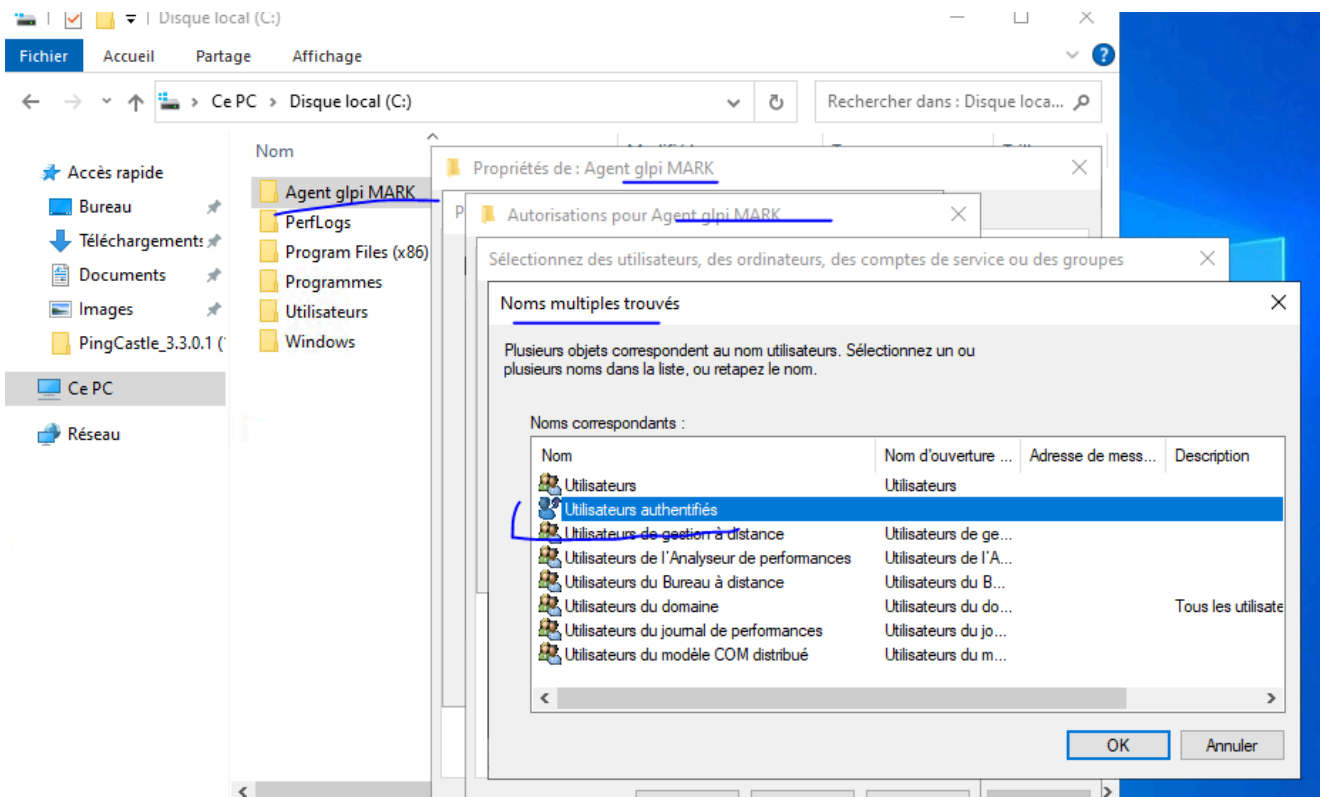 Disque local (C:)
Fichier Accueil Partage Affichage
Ce PC > Disque local (C:)
Rechercher dans : Disque loca...
Nom
Accès rapide
Bureau
Téléchargements
Documents
Images
PingCastle_3.3.0.1 (
Ce PC
Réseau
Agent glpi MARK
PerfLogs
Program Files (x86)
Programmes
Utilisateurs
Windows
Propriétés de : Agent glpi MARK
Autorisations pour Agent glpi MARK
Sélectionnez des utilisateurs, des ordinateurs, des comptes de service ou des groupes
Noms multiples trouvés
Plusieurs objets correspondent au nom utilisateurs. Sélectionnez un ou
plusieurs noms dans la liste, ou retapez le nom.
Noms correspondants :
Nom Nom d'ouverture ... Adresse de mess... Description
Utilisateurs Utilisateurs
Utilisateurs authentifiés
Utilisateurs de gestion à distance Utilisateurs de ge...
Utilisateurs de l'Analyseur de performances Utilisateurs de l'A...
Utilisateurs du Bureau à distance Utilisateurs du B...
Utilisateurs du domaine Utilisateurs du do... Tous les utilisate
Utilisateurs du journal de performances Utilisateurs du jo...
Utilisateurs du modèle COM distribué Utilisateurs du m...
OK Annuler